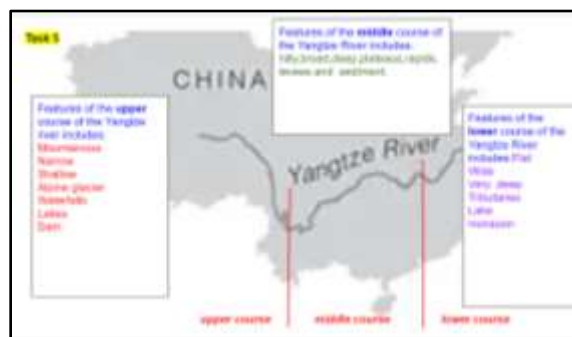 Task 5
Features of the middle course of
the Yangtze River includes:
hilly,broad,deep,plateaus,rapids,
levees and sediment.
CHINA
Features of the upper
course of the Yangtze
river includes:
Mountainous
Narrow
Shallow
Alpine glacier
Waterfalls
Lakes
Dam
Features of the
lower course of the
Yangtze River
includes Flat
Wide
Very deep
Tributaries
Lake
Yangtze River
upper course
middle course
lower course